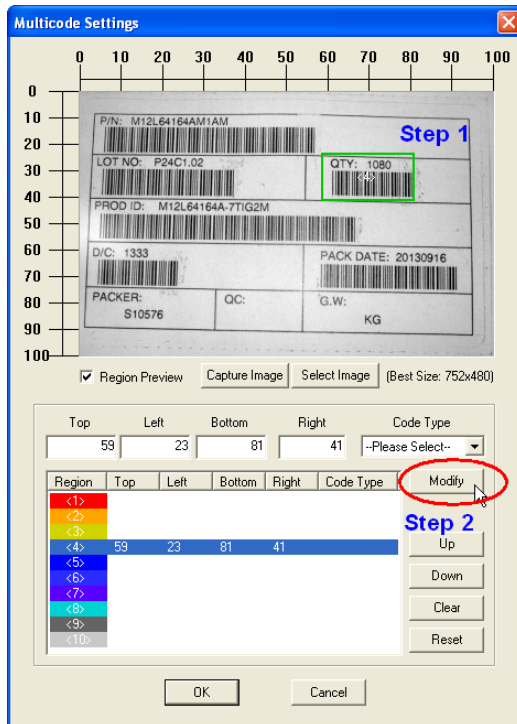 Multicode Settings
0 10 20 30 40 50 60 70 80 90 100
0
10
20
30
40
50
60
70
80
90
100
P/N: M12L64164AM1AM
Step 1
LOT NO: P24C1.02
QTY: 1080
<4>
PROD ID: M12L64164A-7TIG2M
D/C: 1333
PACK DATE: 20130916
PACKER:
S10576
QC:
G.W:
KG
Region Preview Capture Image Select Image (Best Size: 752x480)
Top Left Bottom Right Code Type
59 23 81 41 --Please Select--
Region Top Left Bottom Right Code Type Modify
<1>
<2>
<3>
Step 2
<4> 59 23 81 41 Up
<5>
<6> Down
<7>
<8> Clear
<9>
<10> Reset
OK Cancel